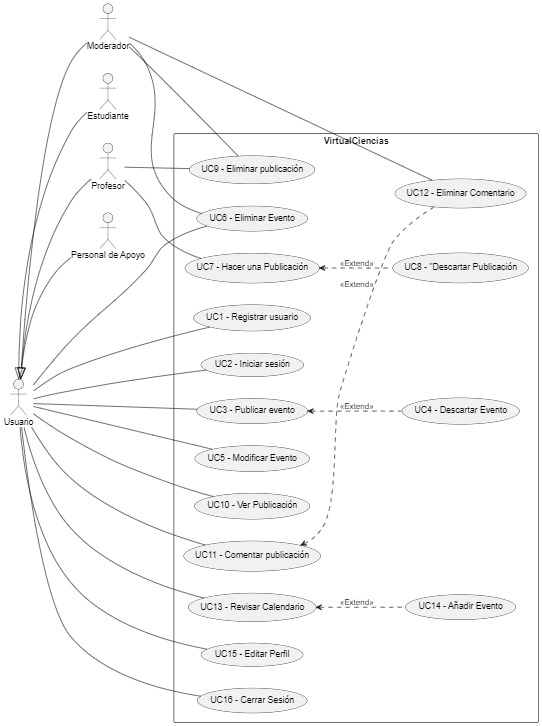 Moderador
Estudiante
VirtualCiencias
UC9 - Eliminar publicación
Profesor
UC12 - Eliminar Comentario
UC6 - Eliminar Evento
Personal de Apoyo
UC7 - Hacer una Publicación
«Extend»
UC8 - "Descartar Publicación
«Extend»
UC1 - Registrar usuario
UC2 - Iniciar sesión
UC3 - Publicar evento
«Extend»
UC4 - Descartar Evento
Usuario
UC5 - Modificar Evento
UC10 - Ver Publicación
UC11 - Comentar publicación
UC13 - Revisar Calendario
«Extend»
UC14 - Añadir Evento
UC15 - Editar Perfil
UC16 - Cerrar Sesión